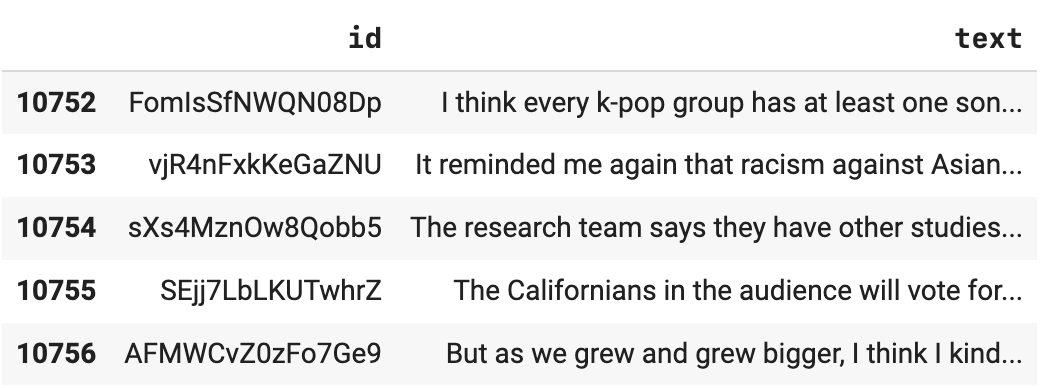 id text
10752 FomIsSfNWQN08Dp I think every k-pop group has at least one son...
10753 vjR4nFxkKeGaZNU It reminded me again that racism against Asian...
10754 sXs4MznOw8Qobb5 The research team says they have other studies...
10755 SEjj7LbLKUTwhrZ The Californians in the audience will vote for...
10756 AFMWCvZ0zFo7Ge9 But as we grew and grew bigger, I think I kind...